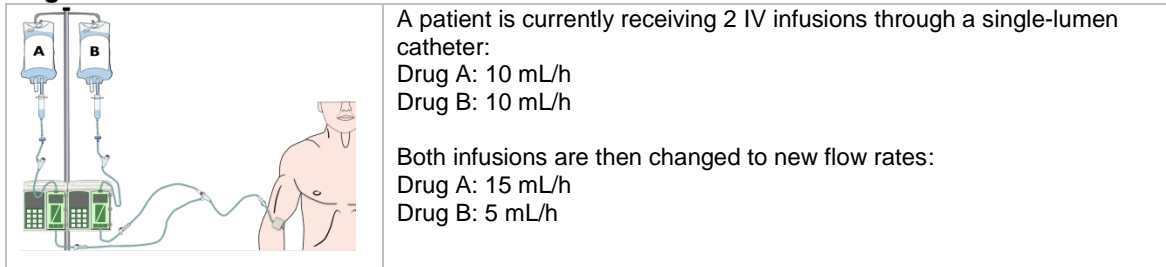 A B
A patient is currently receiving 2 IV infusions through a single-lumen
catheter:
Drug A: 10 mL/h
Drug B: 10 mL/h
Both infusions are then changed to new flow rates:
Drug A: 15 mL/h
Drug B: 5 mL/h